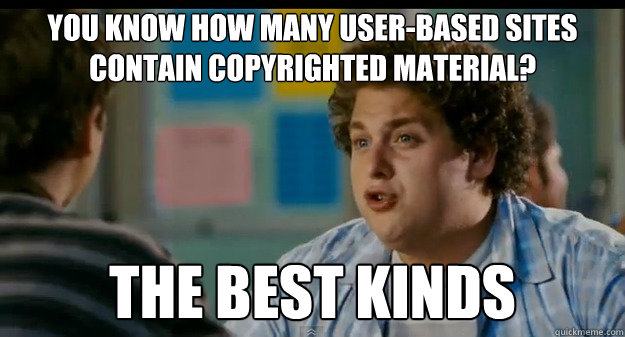 YOU KNOW HOW MANY USER-BASED SITES
CONTAIN COPYRIGHTED MATERIAL?
THE BEST KINDS
quickmeme.com